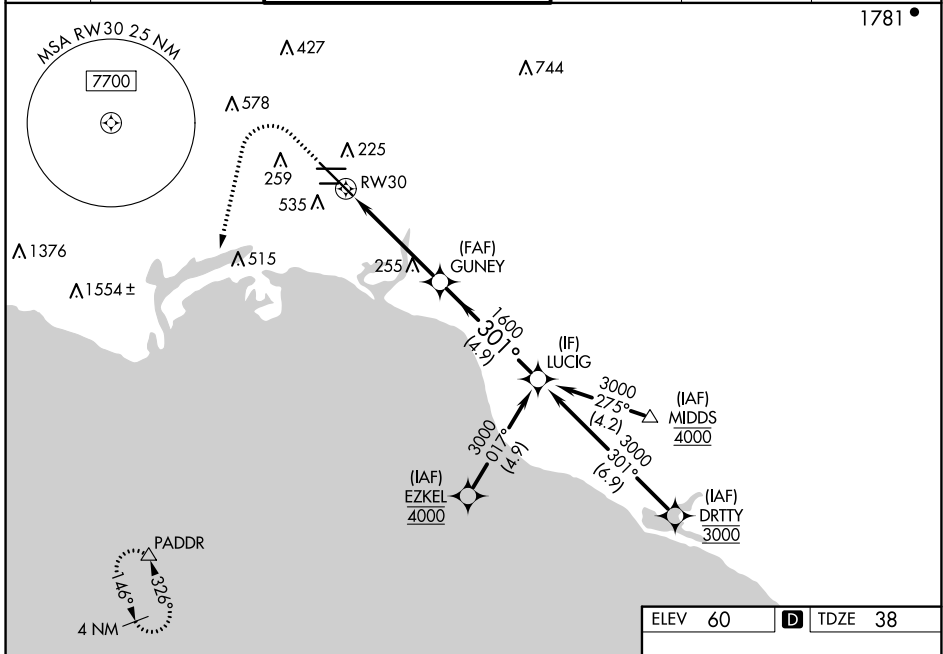 MSA RW30 25 NM
7700
427
744
1781
578
225
259
RW30
535
1376
515
255
(FAF)
GUNEY
1554 ±
1600
301°
(4.9)
(IF)
LUCIG
3000
275°
(4.2)
(IAF)
MIDDS
4000
3000
017°
(4.9)
3000
301°
(6.9)
(IAF)
EZKEL
4000
(IAF)
DRTTY
3000
PADDR
146°
326°
4 NM
ELEV 60 D TDZE 38